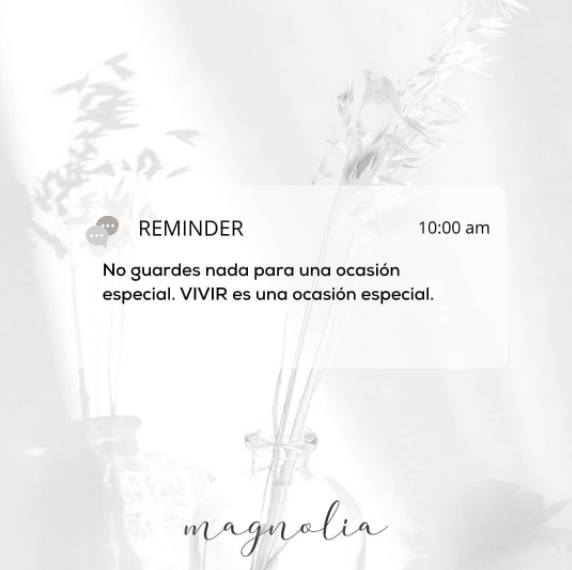 REMINDER
10:00 am
No guardes nada para una ocasión
especial. VIVIR es una ocasión especial.
magnolia